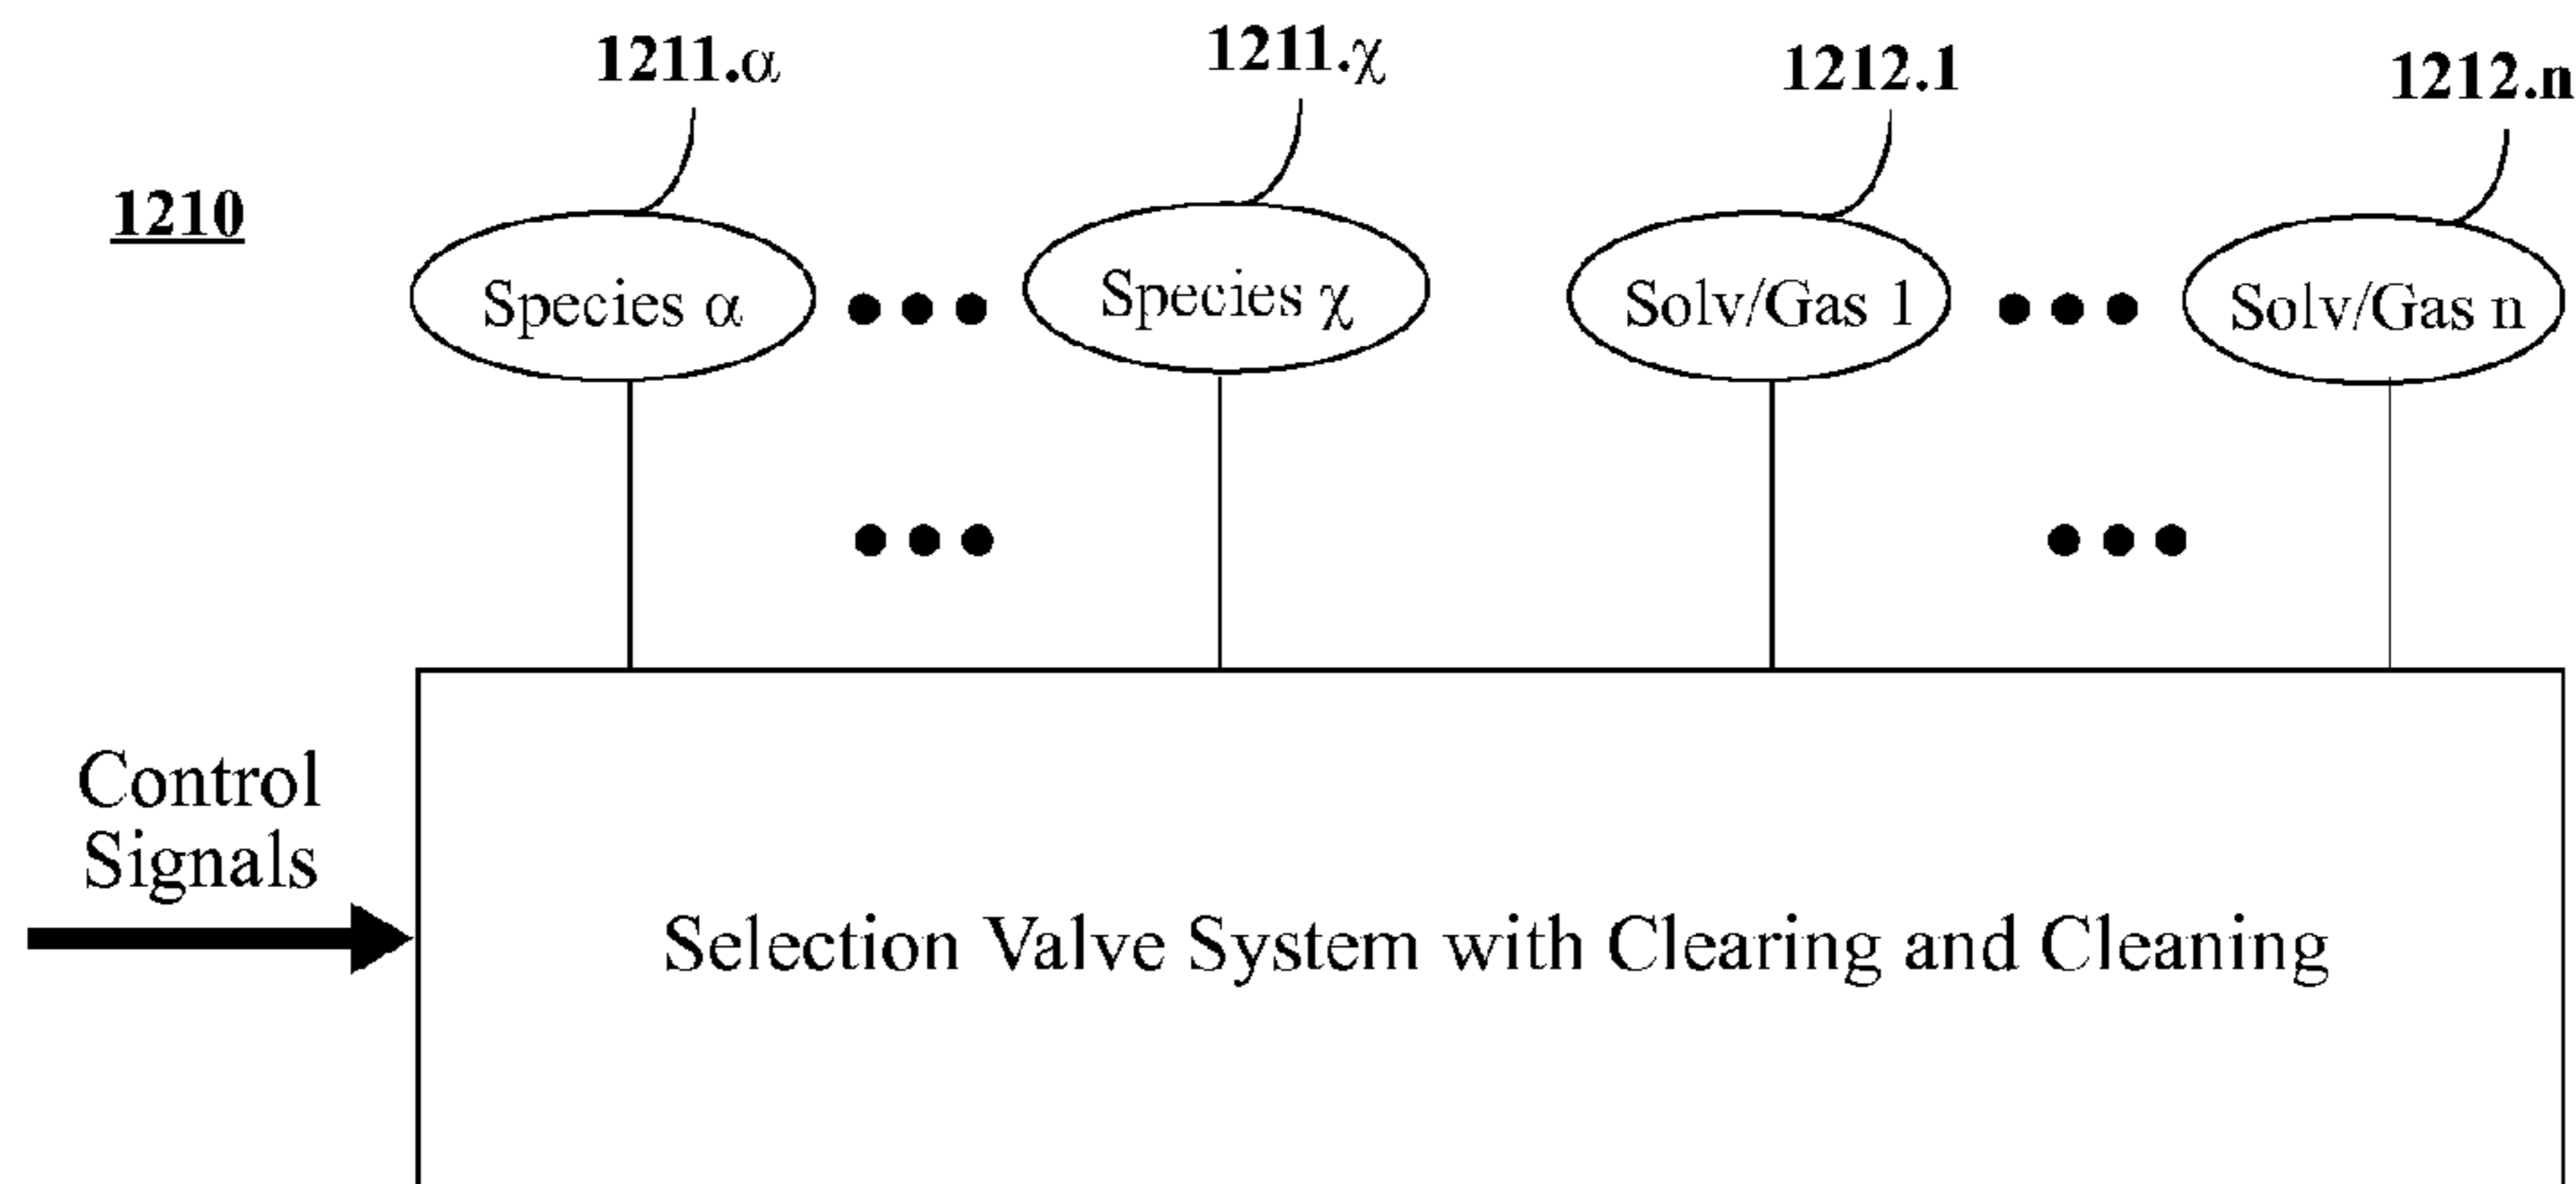 1211.α
1211.χ
1212.1
1212.n
1210
Species α
Species χ
Solv/Gas 1
Solv/Gas n
Control
Signals
Selection Valve System with Clearing and Cleaning